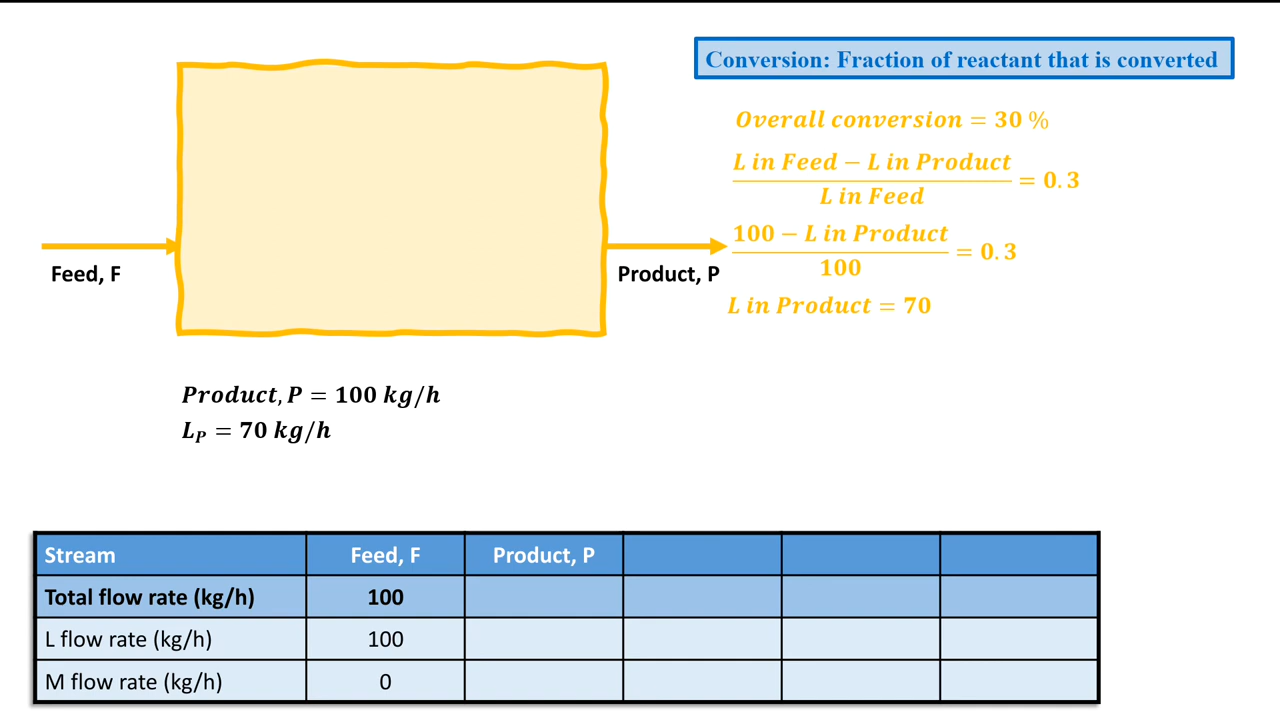 Conversion: Fraction of reactant that is converted
Overall conversion = 30 %
L in Feed − L in Product
L in Feed
= 0.3
100 − L in Product
100
= 0.3
L in Product = 70
Feed, F
Product, P
Product, P = 100 kg/h
L_P = 70 kg/h
Stream Feed, F Product, P
Total flow rate (kg/h) 100
L flow rate (kg/h) 100
M flow rate (kg/h) 0